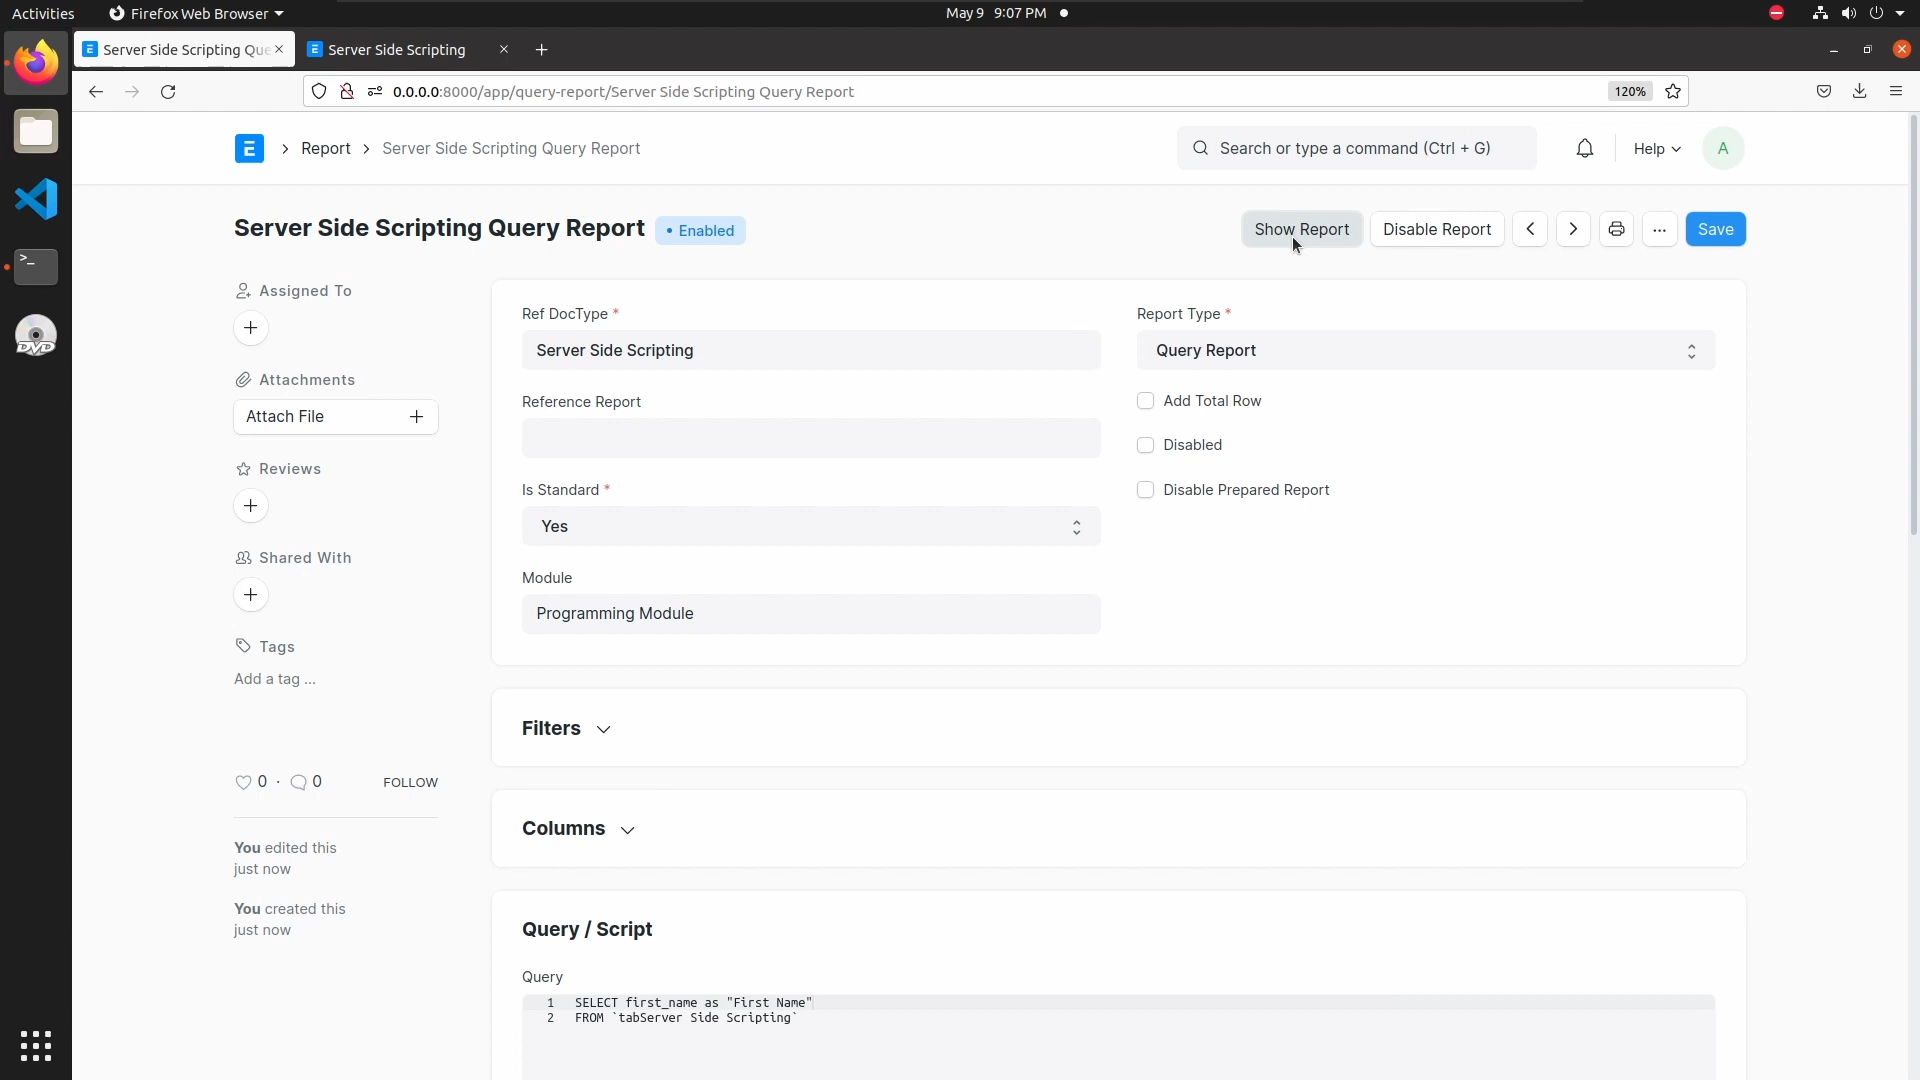 Activities
Firefox Web Browser
May 9 9:07 PM
Server Side Scripting Que
Server Side Scripting
0.0.0.0:8000/app/query-report/Server Side Scripting Query Report
120%
Report
Server Side Scripting Query Report
Search or type a command (Ctrl + G)
Help
A
Server Side Scripting Query Report
Enabled
Show Report
Disable Report
...
Save
Assigned To
Attachments
Attach File
Reviews
Shared With
Tags
Add a tag ...
0 · 0
FOLLOW
You edited this
just now
You created this
just now
Ref DocType *
Server Side Scripting
Reference Report
Is Standard *
Yes
Module
Programming Module
Report Type *
Query Report
Add Total Row
Disabled
Disable Prepared Report
Filters
Columns
Query / Script
Query
1 SELECT first_name as "First Name"
2 FROM `tabServer Side Scripting`
DVD